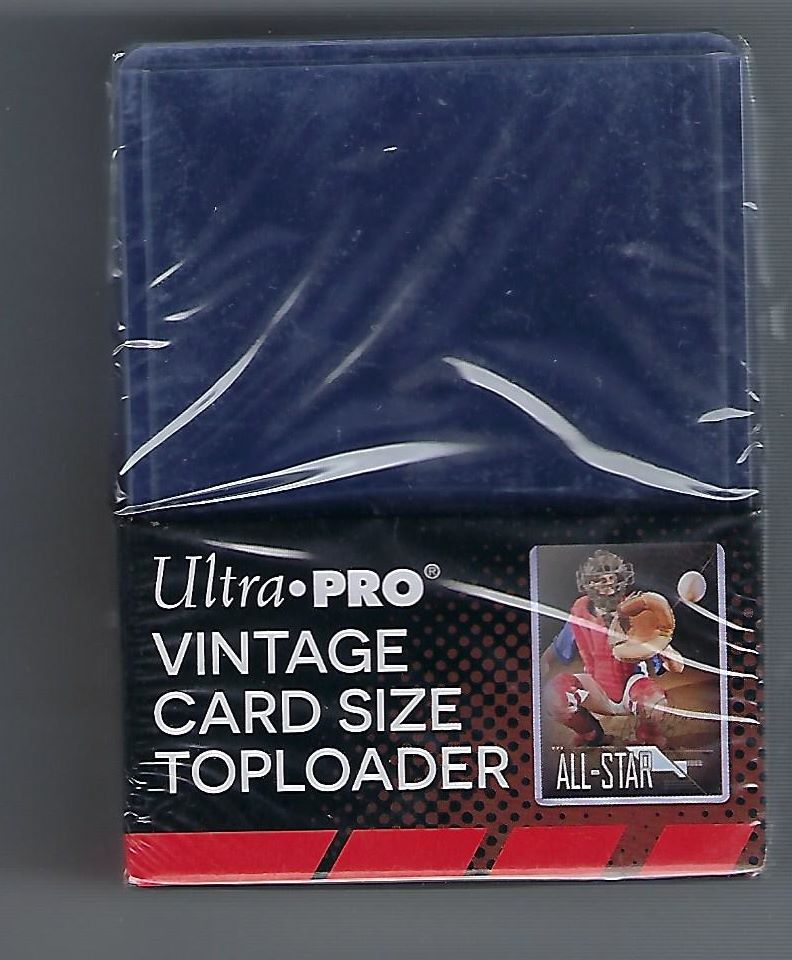 Ultra•PRO®
VINTAGE
CARD SIZE
TOPLOADER
ALL-STAR